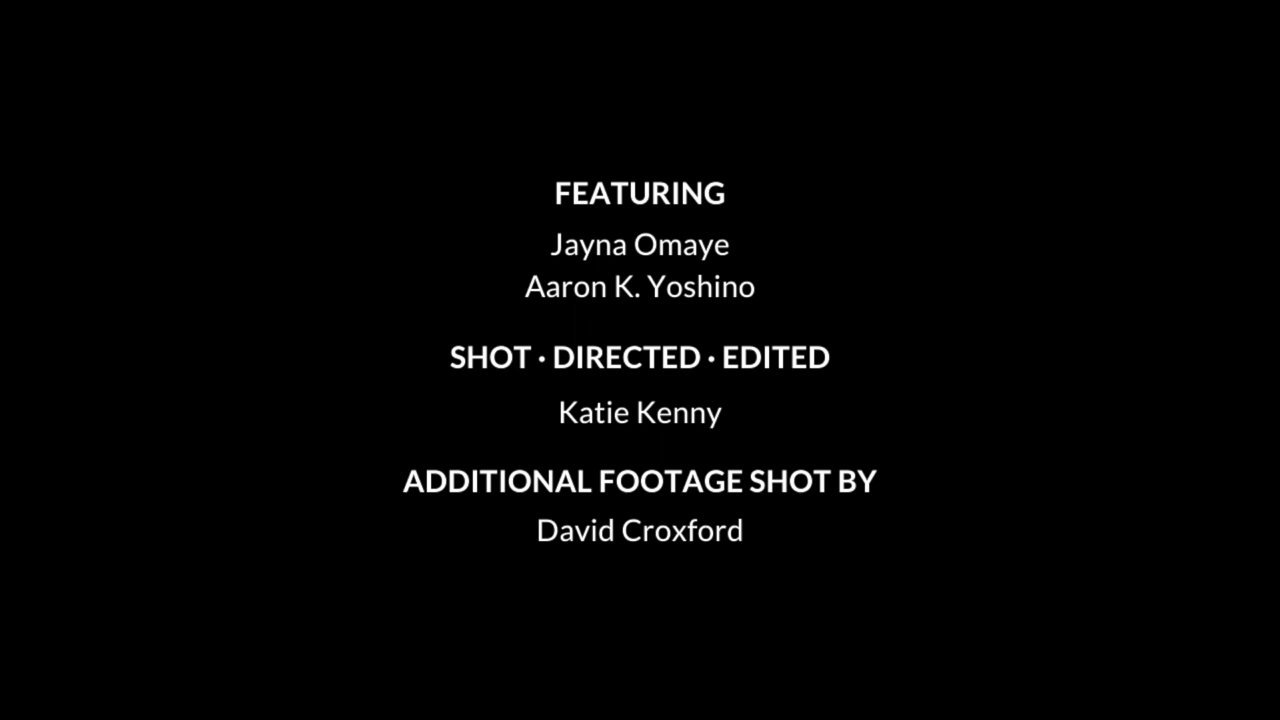 FEATURING
Jayna Omaye
Aaron K. Yoshino
SHOT · DIRECTED · EDITED
Katie Kenny
ADDITIONAL FOOTAGE SHOT BY
David Croxford